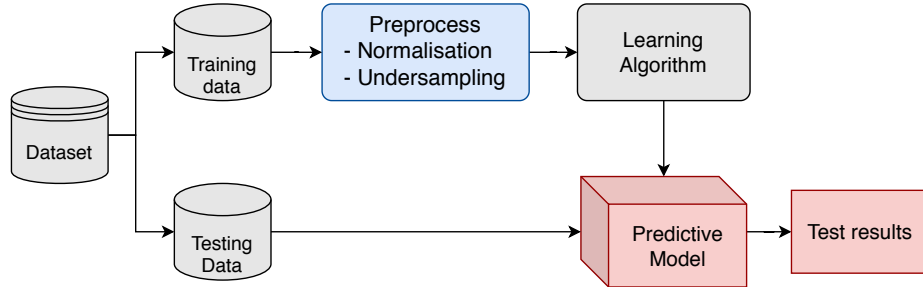 Dataset
Training
data
Preprocess
- Normalisation
- Undersampling
Learning
Algorithm
Testing
Data
Predictive
Model
Test results